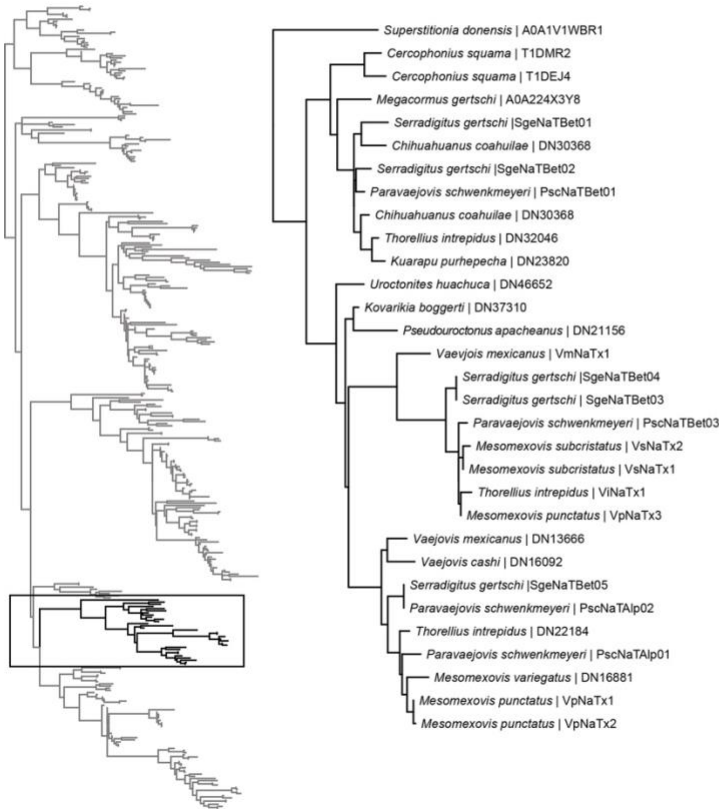 Superstitionia donensis | A0A1V1WBR1
Cercophonius squama | T1DMR2
Cercophonius squama | T1DEJ4
Megacormus gertschi | A0A224X3Y8
Serradigitus gertschi |SgeNaTBet01
Chihuahuanus coahuilae | DN30368
Serradigitus gertschi |SgeNaTBet02
Paravaejovis schwenkmeyeri | PscNaTBet01
Chihuahuanus coahuilae | DN30368
Thorellius intrepidus | DN32046
Kuarapu purhepecha | DN23820
Uroctonites huachuca | DN46652
Kovarikia boggerti | DN37310
Pseudouroctonus apacheanus | DN21156
Vaevjois mexicanus | VmNaTx1
Serradigitus gertschi |SgeNaTBet04
Serradigitus gertschi | SgeNaTBet03
Paravaejovis schwenkmeyeri | PscNaTBet03
Mesomexovis subcristatus | VsNaTx2
Mesomexovis subcristatus | VsNaTx1
Thorellius intrepidus | ViNaTx1
Mesomexovis punctatus | VpNaTx3
Vaejovis mexicanus | DN13666
Vaejovis cashi | DN16092
Serradigitus gertschi |SgeNaTBet05
Paravaejovis schwenkmeyeri | PscNaTAlp02
Thorellius intrepidus | DN22184
Paravaejovis schwenkmeyeri | PscNaTAlp01
Mesomexovis variegatus | DN16881
Mesomexovis punctatus | VpNaTx1
Mesomexovis punctatus | VpNaTx2